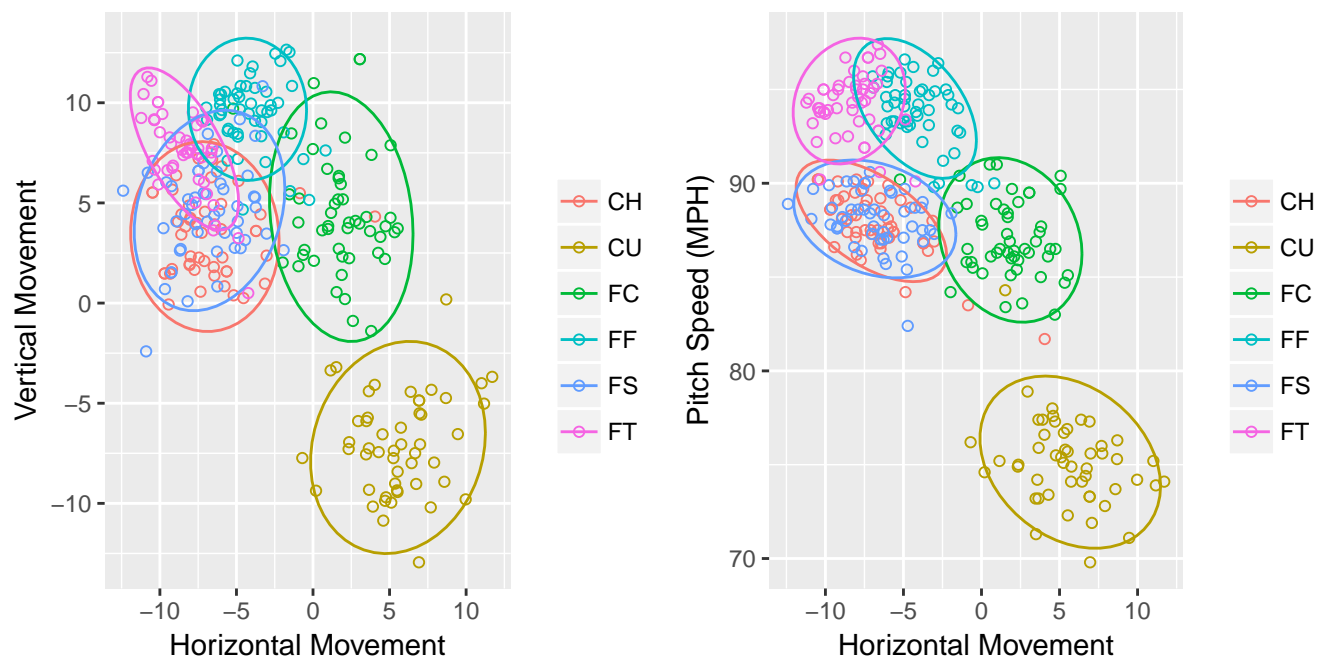 Vertical Movement
10
5
0
−5
−10
−10
−5
0
5
10
Horizontal Movement
CH
CU
FC
FF
FS
FT
Pitch Speed (MPH)
90
80
70
−10
−5
0
5
10
Horizontal Movement
CH
CU
FC
FF
FS
FT